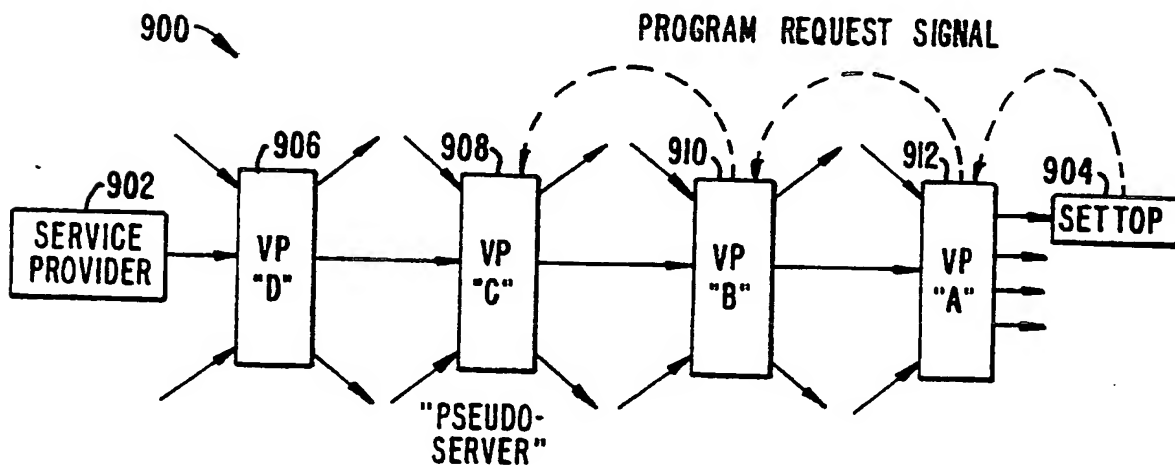 900
PROGRAM REQUEST SIGNAL
902
SERVICE
PROVIDER
906
VP
"D"
908
VP
"C"
"PSEUDO-
SERVER"
910
VP
"B"
912
VP
"A"
904
SETTOP